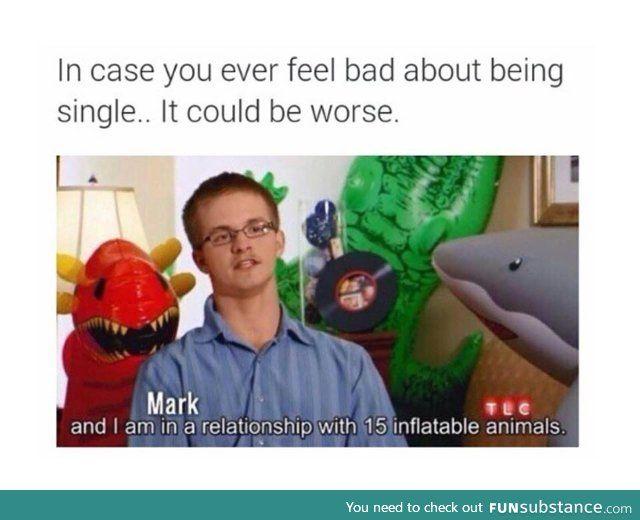 In case you ever feel bad about being
single.. It could be worse.
Mark
TLC
and I am in a relationship with 15 inflatable animals.
You need to check out FUNsubstance.com